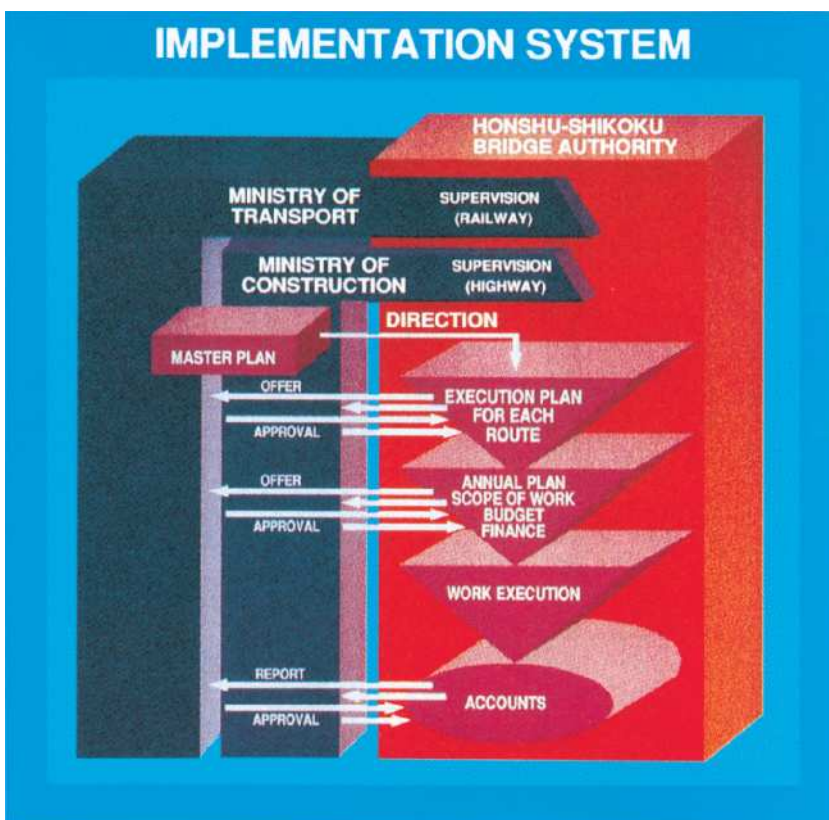 IMPLEMENTATION SYSTEM
HONSHU-SHIKOKU
BRIDGE AUTHORITY
MINISTRY OF
TRANSPORT
SUPERVISION
(RAILWAY)
MINISTRY OF
CONSTRUCTION
SUPERVISION
(HIGHWAY)
DIRECTION
MASTER PLAN
OFFER
APPROVAL
EXECUTION PLAN
FOR EACH
ROUTE
OFFER
APPROVAL
ANNUAL PLAN
SCOPE OF WORK
BUDGET
FINANCE
WORK EXECUTION
REPORT
APPROVAL
ACCOUNTS